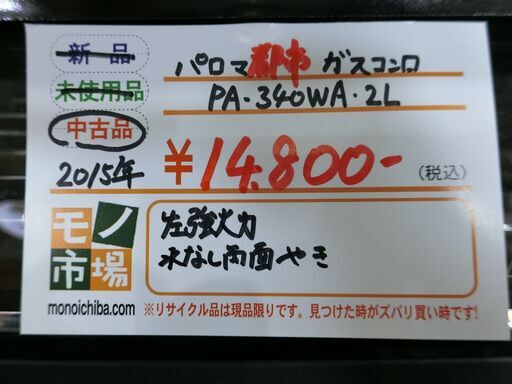 新品
未使用品
中古品
2015年
パロマ都市ガスコンロ
PA-340WA-2L
¥14,800-
(税込)
モノ市場
monoichiba.com
左強火力
水なし両面やき
※リサイクル品は現品限りです。見つけた時がズバリ買い時です!